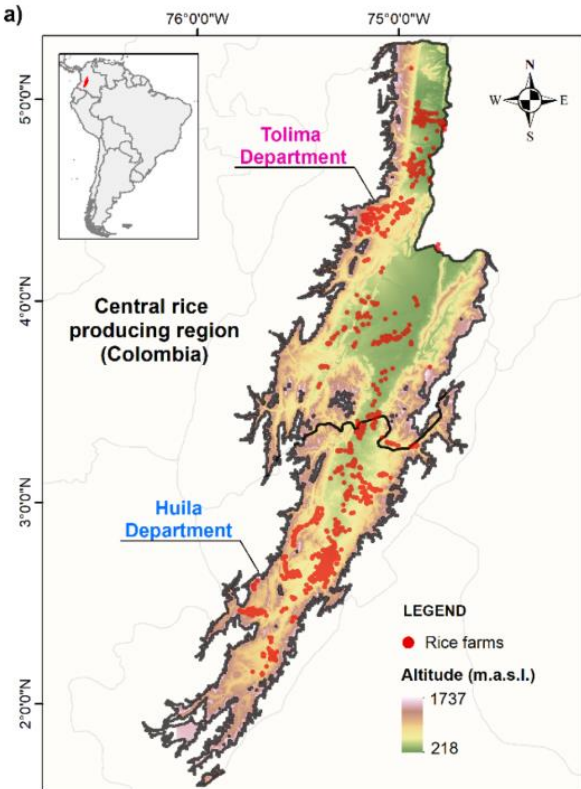 a)
76°0'0"W
75°0'0"W
5°0'0"N
N
W
E
S
Tolima
Department
4°0'0"N
Central rice
producing region
(Colombia)
3°0'0"N
Huila
Department
LEGEND
Rice farms
Altitude (m.a.s.l.)
1737
218
2°0'0"N